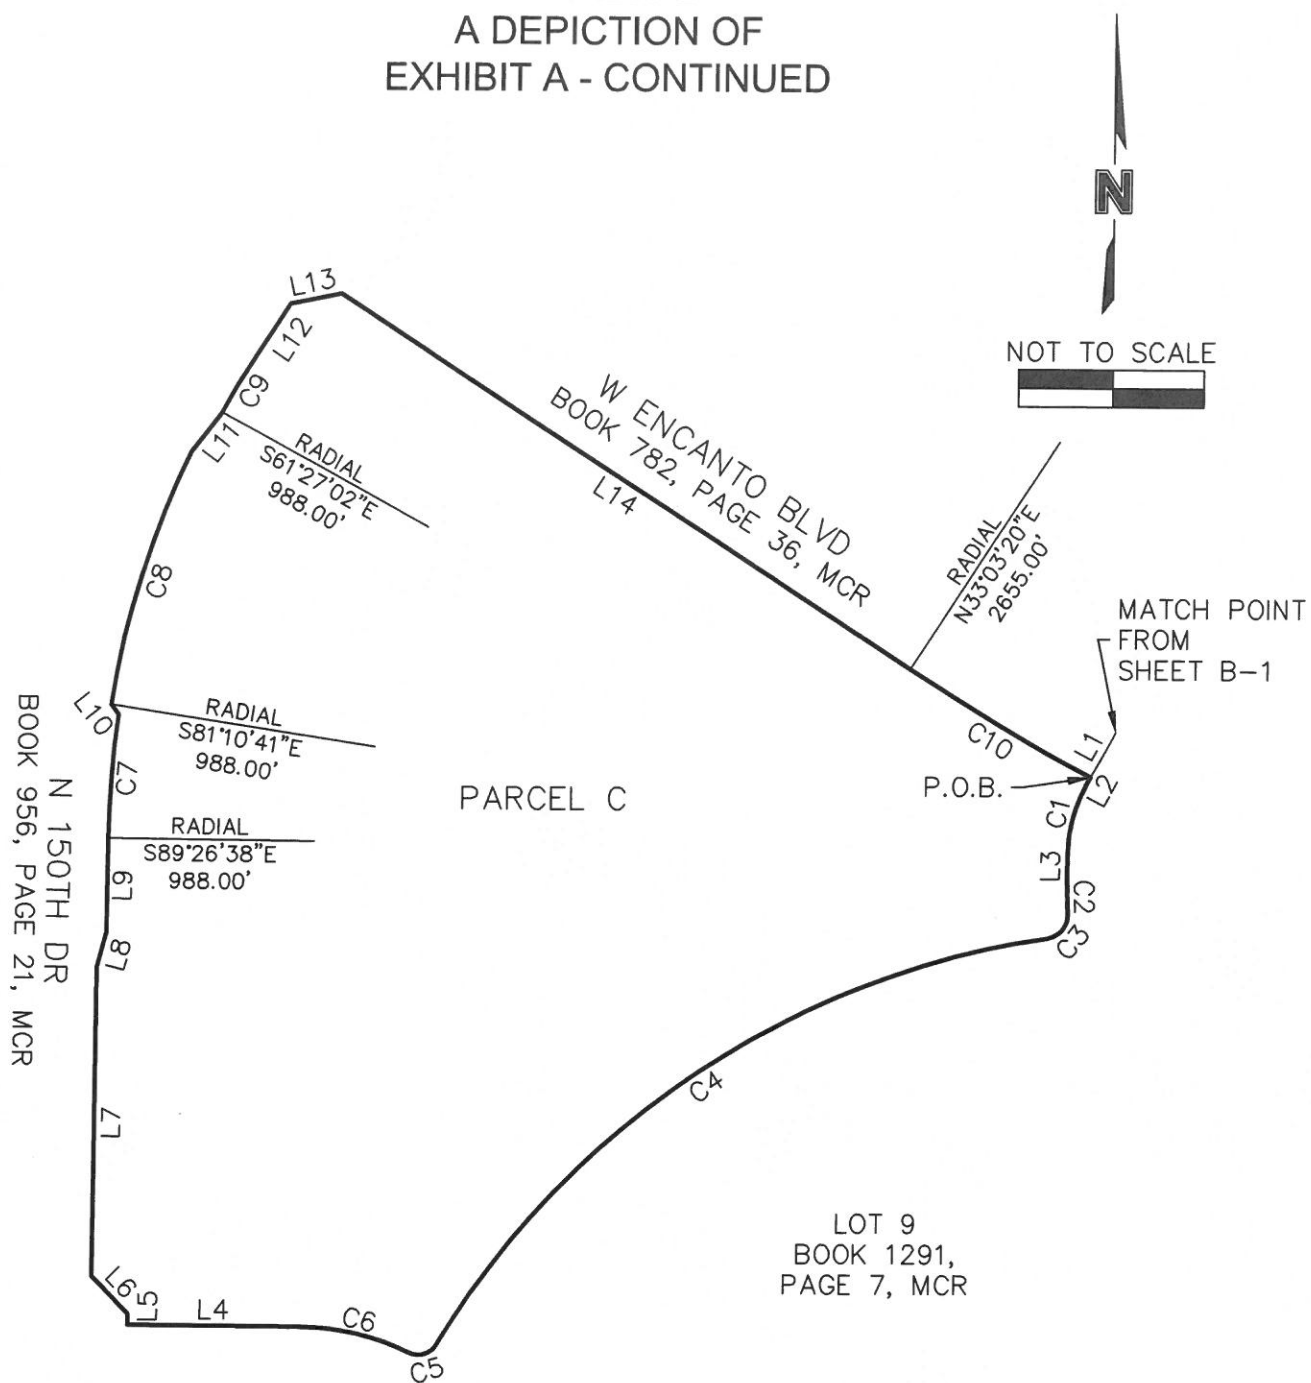 A DEPICTION OF
EXHIBIT A - CONTINUED
N
NOT TO SCALE
L13
L12
C9
L11
RADIAL
S61°27'02"E
988.00'
W ENCANTO BLVD
BOOK 782, PAGE 36, MCR
L14
RADIAL
N33°03'20"E
2655.00'
MATCH POINT
FROM
SHEET B-1
C8
L10
RADIAL
S81°10'41"E
988.00'
C10
L1
L2
P.O.B.
C7
PARCEL C
C1
RADIAL
S89°26'38"E
988.00'
L3
L9
C2
C3
L8
N 150TH DR
BOOK 956, PAGE 21, MCR
C4
L7
LOT 9
BOOK 1291,
PAGE 7, MCR
L6
L5
L4
C6
C5